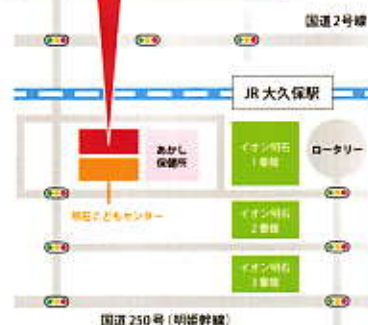 国道2号線
JR 大久保駅
あかし
保健所
イオン明石
1番館
ロータリー
明石こどもセンター
イオン明石
2番館
イオン明石
3番館
国道250号(明姫幹線)